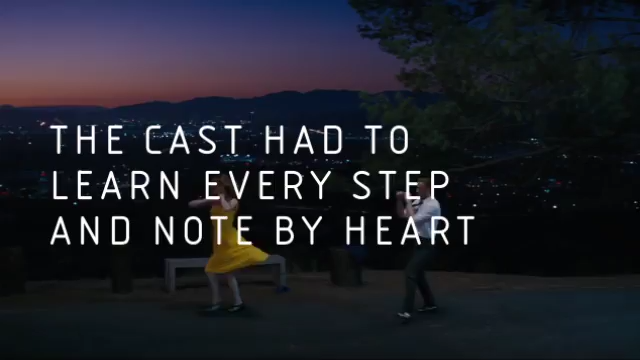 THE CAST HAD TO
LEARN EVERY STEP
AND NOTE BY HEART